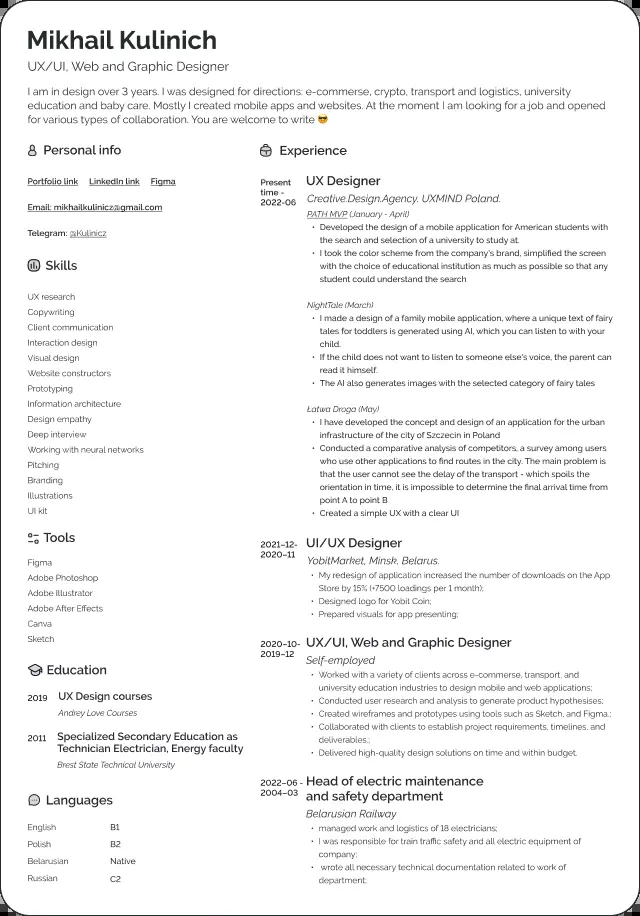 Mikhail Kulinich
UX/UI, Web and Graphic Designer
I am in design over 3 years. I was designed for directions: e-commerce, crypto, transport and logistics, university
education and baby care. Mostly I created mobile apps and websites. At the moment I am looking for a job and opened
for various types of collaboration. You are welcome to write 😎
Personal info
Portfolio link LinkedIn link Figma
Email: mikhailkulinicz@gmail.com
Telegram: @Kulinicz
Skills
UX research
Copywriting
Client communication
Interaction design
Visual design
Website constructors
Prototyping
Information architecture
Design empathy
Deep interview
Working with neural networks
Pitching
Branding
Illustrations
UI kit
Tools
Figma
Adobe Photoshop
Adobe Illustrator
Adobe After Effects
Canva
Sketch
Education
2019 UX Design courses
Andrey Love Courses
2011 Specialized Secondary Education as
Technician Electrician, Energy faculty
Brest State Technical University
Languages
English B1
Polish B2
Belarusian Native
Russian C2
Experience
Present
time -
2022-06
UX Designer
Creative.Design.Agency. UXMIND Poland.
PATH MVP (January - April)
• Developed the design of a mobile application for American students with
the search and selection of a university to study at.
• I took the color scheme from the company's brand, simplified the screen
with the choice of educational institution as much as possible so that any
student could understand the search
NightTale (March)
• I made a design of a family mobile application, where a unique text of fairy
tales for toddlers is generated using AI, which you can listen to with your
child.
• If the child does not want to listen to someone else's voice, the parent can
read it himself.
• The AI also generates images with the selected category of fairy tales
Łatwa Droga (May)
• I have developed the concept and design of an application for the urban
infrastructure of the city of Szczecin in Poland
• Conducted a comparative analysis of competitors, a survey among users
who use other applications to find routes in the city. The main problem is
that the user cannot see the delay of the transport - which spoils the
orientation in time, it is impossible to determine the final arrival time from
point A to point B
• Created a simple UX with a clear UI
2021–12-
2020–11
UI/UX Designer
YobitMarket, Minsk, Belarus.
• My redesign of application increased the number of downloads on the App
Store by 15% (+7500 loadings per 1 month);
• Designed logo for Yobit Coin;
• Prepared visuals for app presenting;
2020–10-
2019–12
UX/UI, Web and Graphic Designer
Self-employed
• Worked with a variety of clients across e-commerce, transport, and
university education industries to design mobile and web applications;
• Conducted user research and analysis to generate product hypothesises;
• Created wireframes and prototypes using tools such as Sketch, and Figma,;
• Collaborated with clients to establish project requirements, timelines, and
deliverables.;
• Delivered high-quality design solutions on time and within budget.
2022–06 -
2004–03
Head of electric maintenance
and safety department
Belarusian Railway
• managed work and logistics of 18 electricians;
• I was responsible for train traffic safety and all electric equipment of
company;
• wrote all necessary technical documentation related to work of
department;